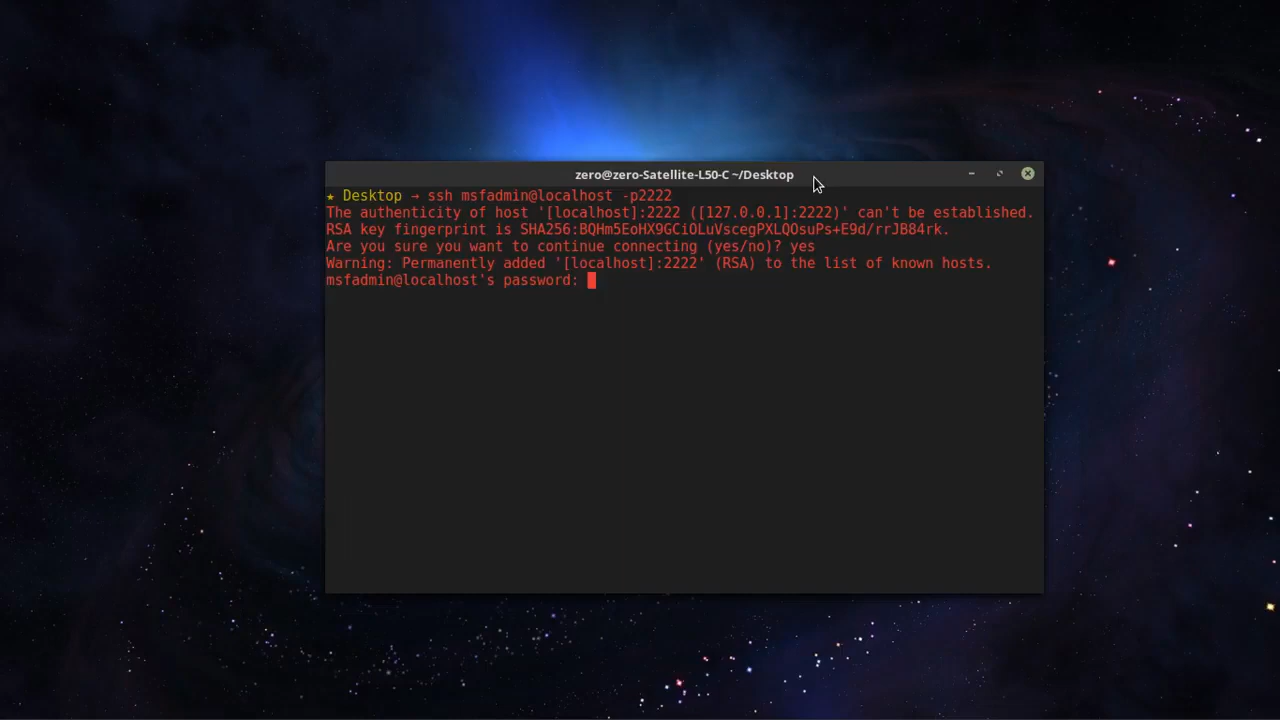 zero@zero-Satellite-L50-C ~/Desktop
★ Desktop → ssh msfadmin@localhost -p2222
The authenticity of host '[localhost]:2222 ([127.0.0.1]:2222)' can't be established.
RSA key fingerprint is SHA256:BQHm5EoHX9GCiOLuVscegPXLQOsuPs+E9d/rrJB84rk.
Are you sure you want to continue connecting (yes/no)? yes
Warning: Permanently added '[localhost]:2222' (RSA) to the list of known hosts.
msfadmin@localhost's password: